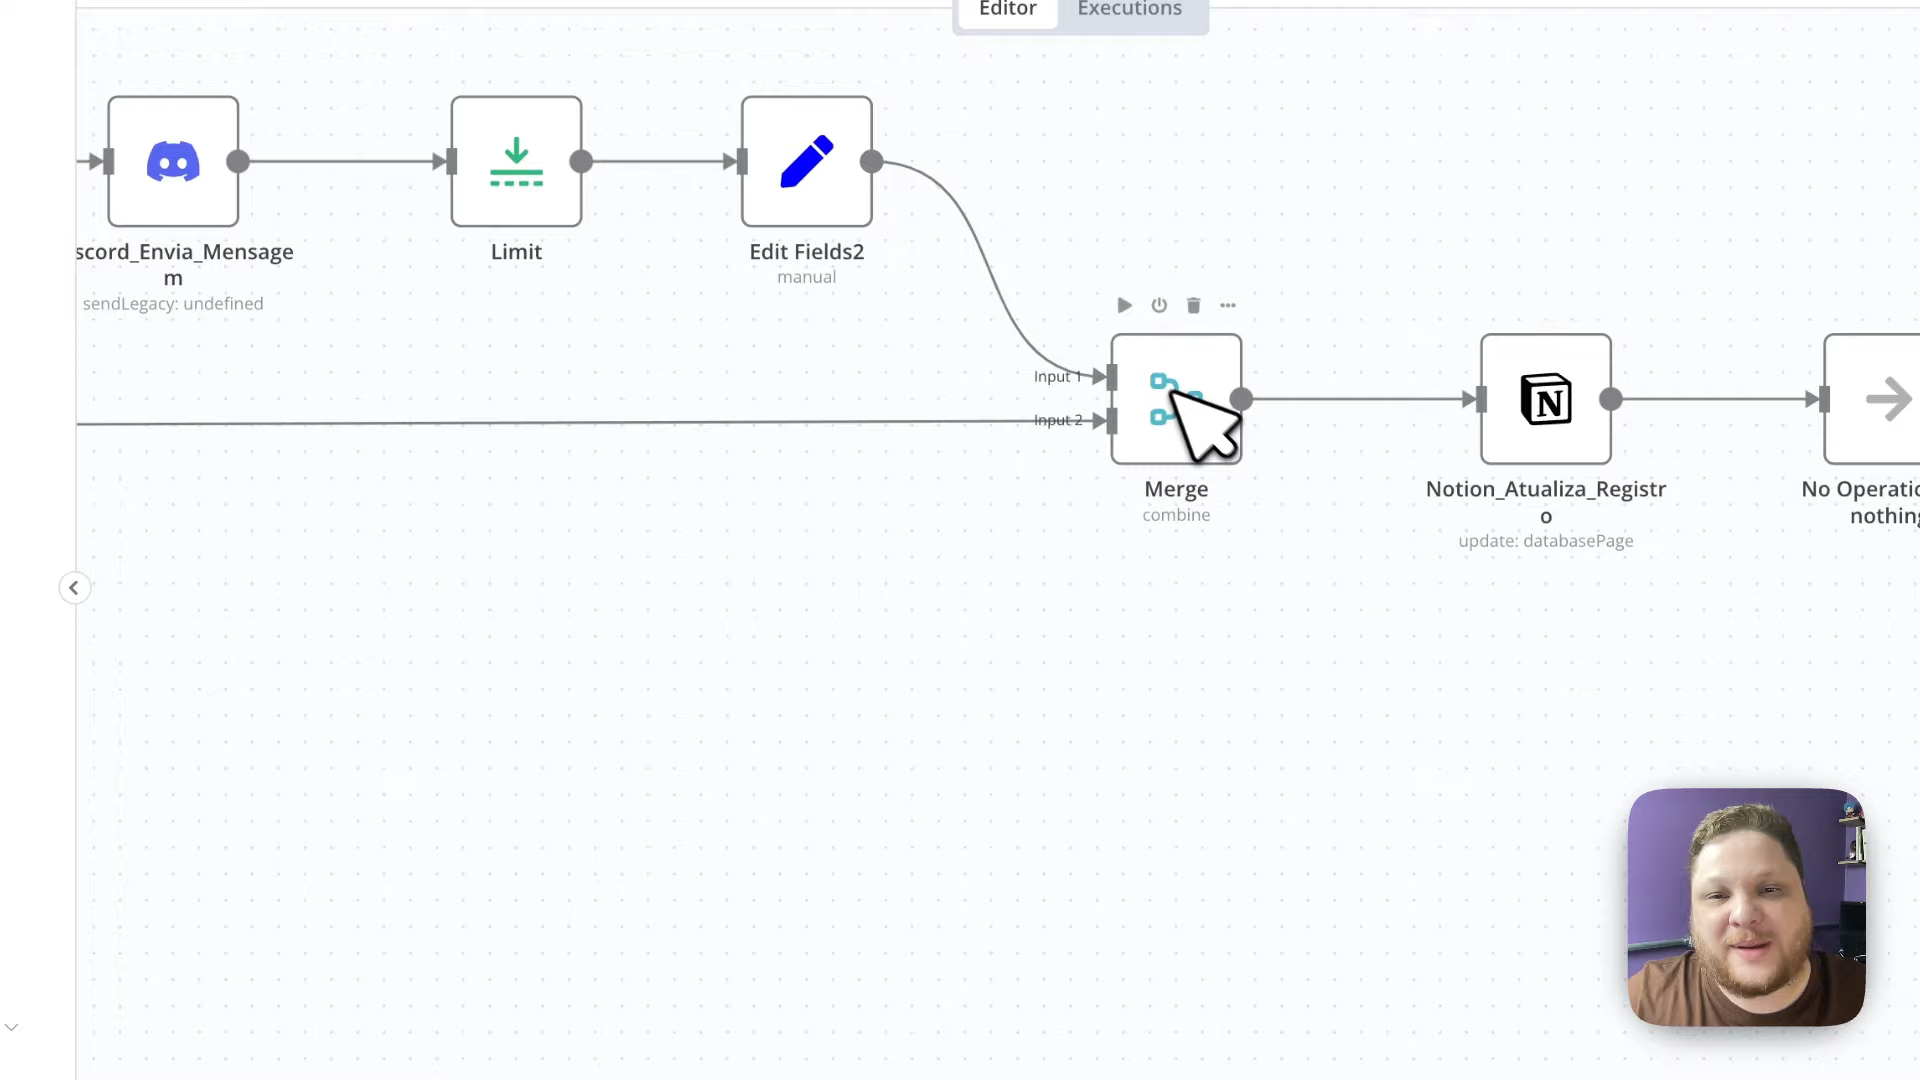 Editor Executions
scord_Envia_Message
m
sendLegacy: undefined
Limit
Edit Fields2
manual
Input 1
Input 2
Merge
combine
Notion_Atualiza_Registr
o
update: databasePage
No Operatio
nothing